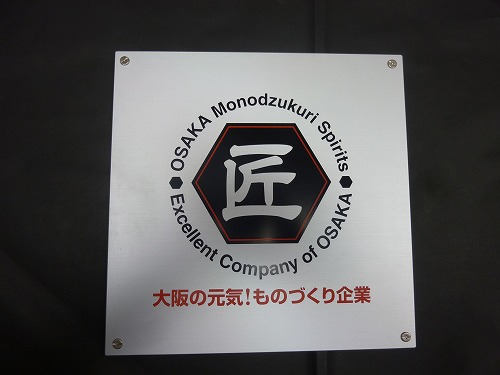 OSAKA Monodzukuri Spirits
匠
Excellent Company of OSAKA
大阪の元気!ものづくり企業